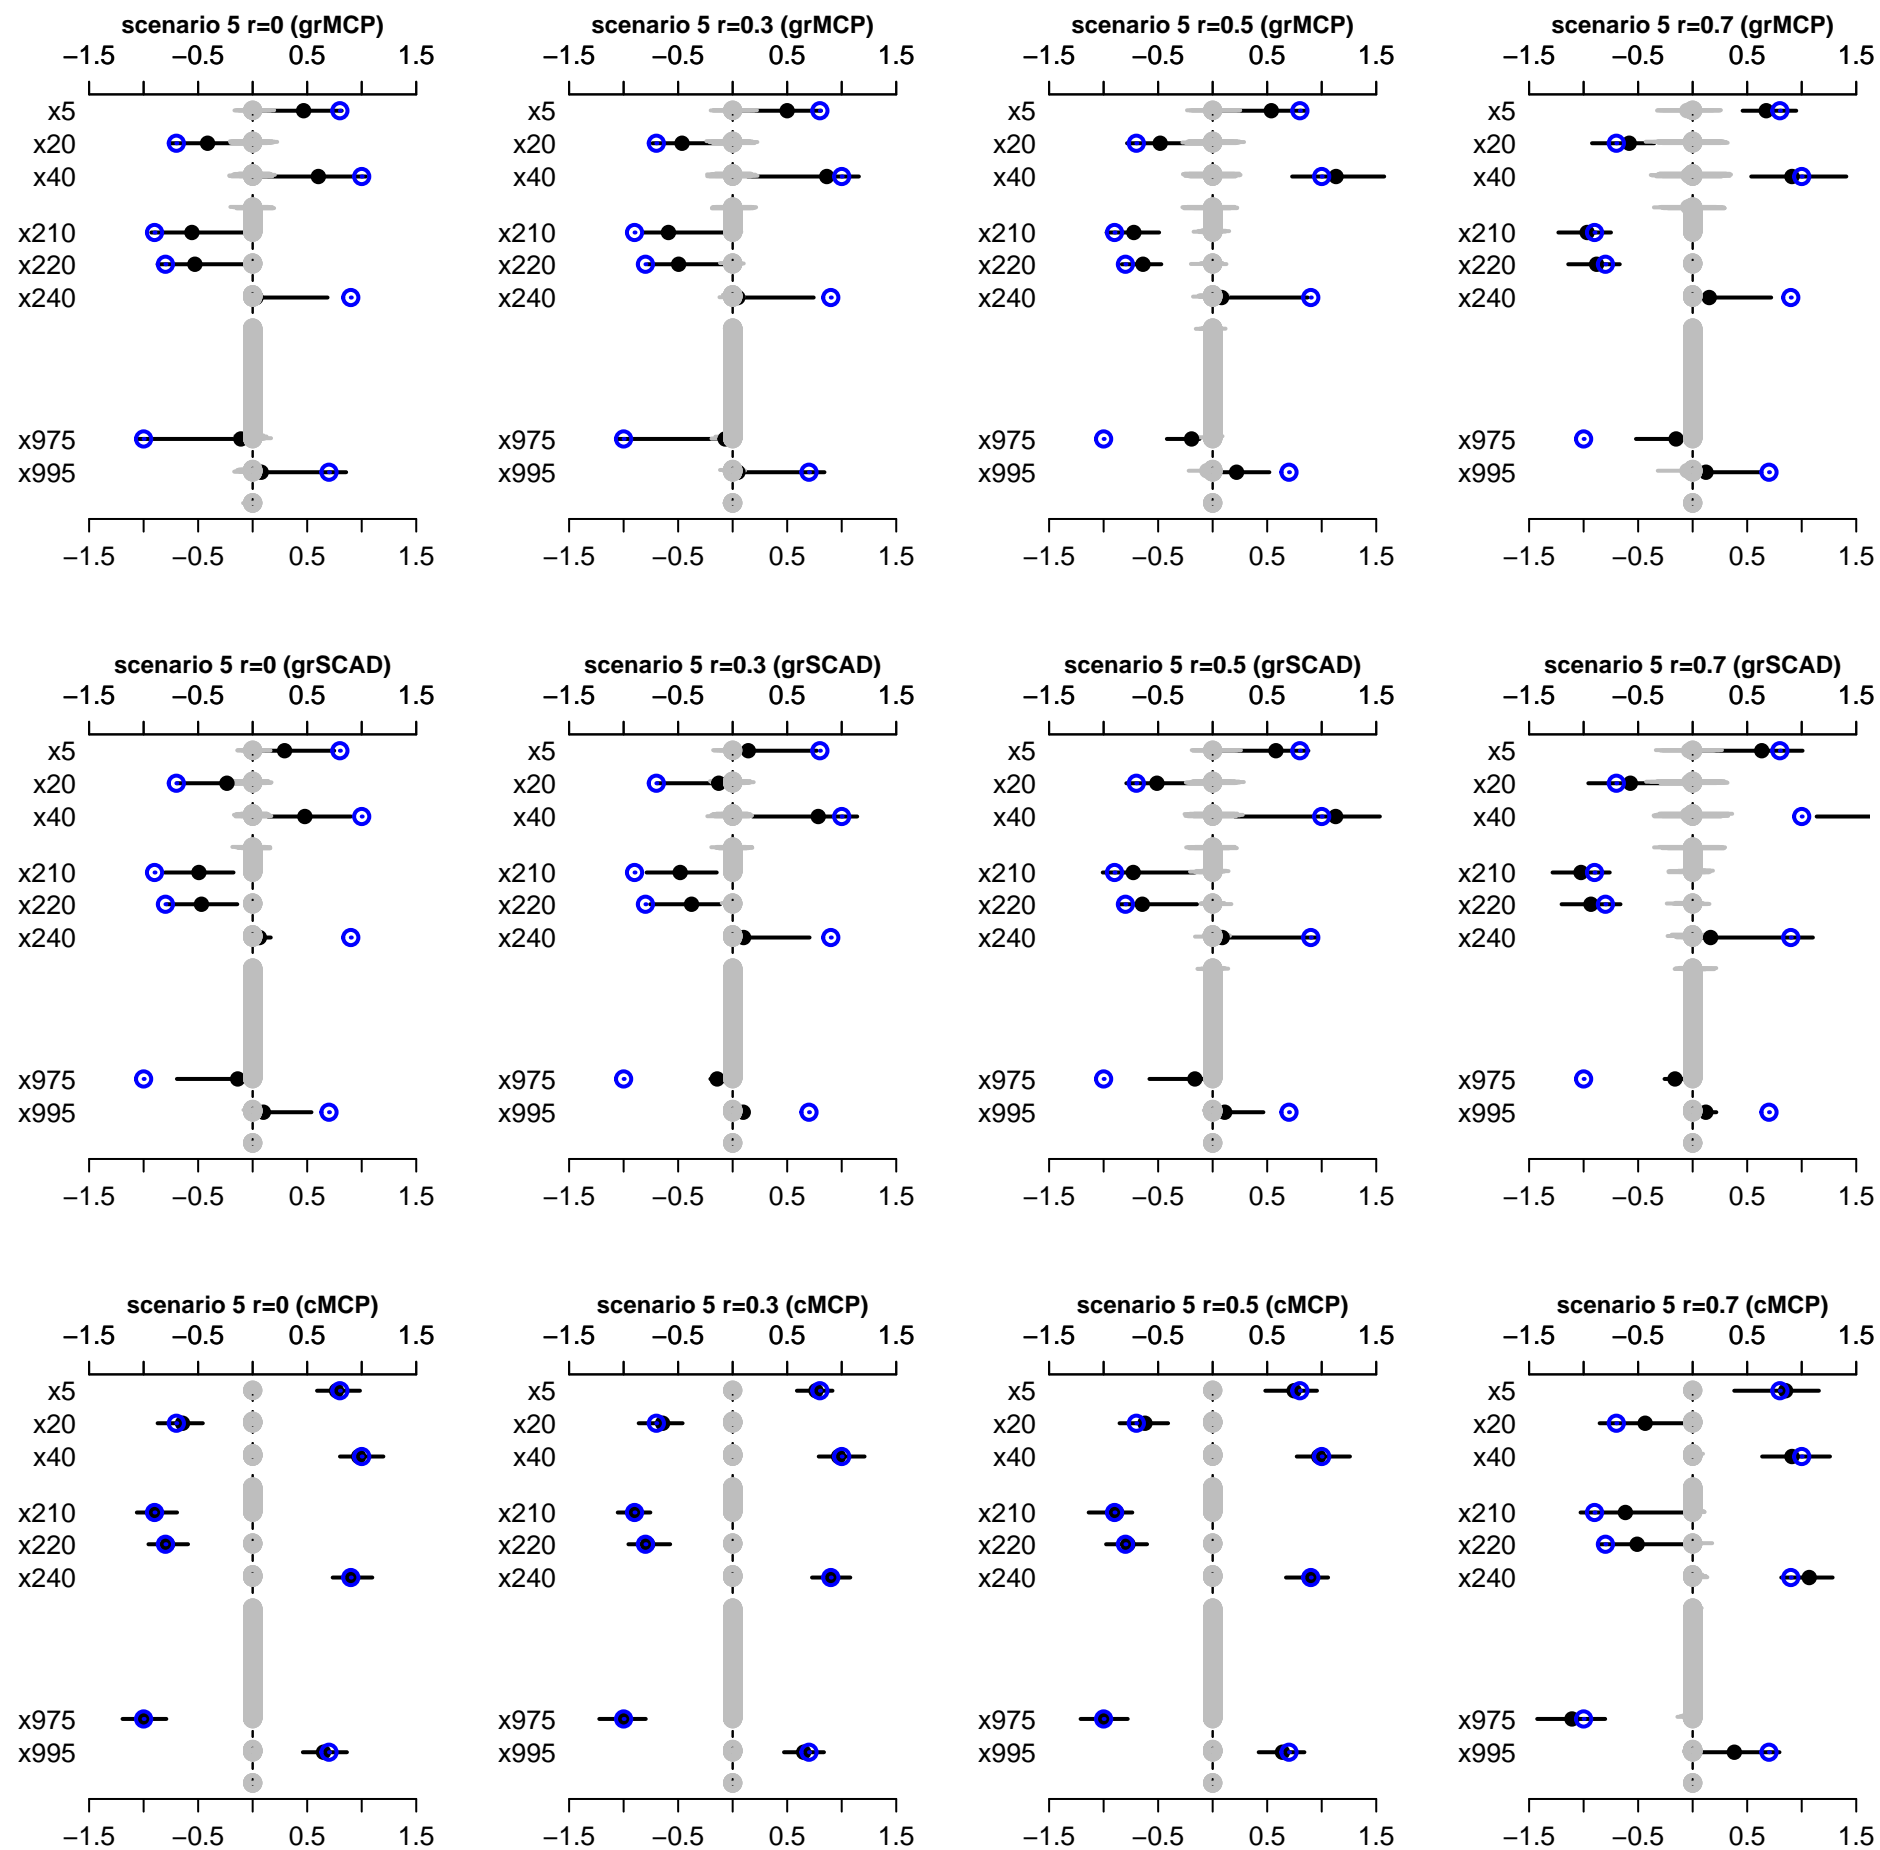 scenario 5 r=0 (grMCP)
−1.5 −0.5 0.5 1.5
x5
x20
x40
x210
x220
x240
x975
x995
−1.5 −0.5 0.5 1.5
scenario 5 r=0.3 (grMCP)
−1.5 −0.5 0.5 1.5
x5
x20
x40
x210
x220
x240
x975
x995
−1.5 −0.5 0.5 1.5
scenario 5 r=0.5 (grMCP)
−1.5 −0.5 0.5 1.5
x5
x20
x40
x210
x220
x240
x975
x995
−1.5 −0.5 0.5 1.5
scenario 5 r=0.7 (grMCP)
−1.5 −0.5 0.5 1.5
x5
x20
x40
x210
x220
x240
x975
x995
−1.5 −0.5 0.5 1.5
scenario 5 r=0 (grSCAD)
−1.5 −0.5 0.5 1.5
x5
x20
x40
x210
x220
x240
x975
x995
−1.5 −0.5 0.5 1.5
scenario 5 r=0.3 (grSCAD)
−1.5 −0.5 0.5 1.5
x5
x20
x40
x210
x220
x240
x975
x995
−1.5 −0.5 0.5 1.5
scenario 5 r=0.5 (grSCAD)
−1.5 −0.5 0.5 1.5
x5
x20
x40
x210
x220
x240
x975
x995
−1.5 −0.5 0.5 1.5
scenario 5 r=0.7 (grSCAD)
−1.5 −0.5 0.5 1.5
x5
x20
x40
x210
x220
x240
x975
x995
−1.5 −0.5 0.5 1.5
scenario 5 r=0 (cMCP)
−1.5 −0.5 0.5 1.5
x5
x20
x40
x210
x220
x240
x975
x995
−1.5 −0.5 0.5 1.5
scenario 5 r=0.3 (cMCP)
−1.5 −0.5 0.5 1.5
x5
x20
x40
x210
x220
x240
x975
x995
−1.5 −0.5 0.5 1.5
scenario 5 r=0.5 (cMCP)
−1.5 −0.5 0.5 1.5
x5
x20
x40
x210
x220
x240
x975
x995
−1.5 −0.5 0.5 1.5
scenario 5 r=0.7 (cMCP)
−1.5 −0.5 0.5 1.5
x5
x20
x40
x210
x220
x240
x975
x995
−1.5 −0.5 0.5 1.5